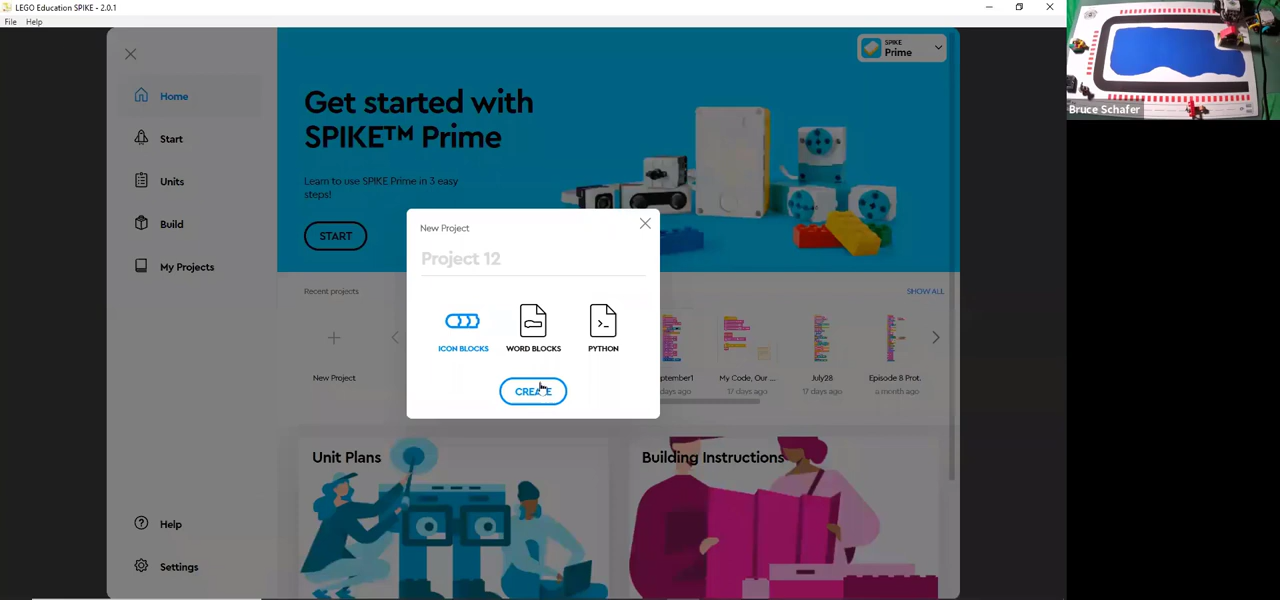 LEGO Education SPIKE - 2.0.1
File Help
Bruce Schafer
Home
Start
Units
Build
My Projects
Help
Settings
SPIKE
Prime
Get started with
SPIKE™ Prime
Learn to use SPIKE Prime in 3 easy
steps!
START
New Project
Project 12
ICON BLOCKS WORD BLOCKS PYTHON
CREATE
Recent projects
SHOW ALL
New Project
ptember1
days ago
My Code, Our ...
17 days ago
July28
17 days ago
Episode 8 Prot.
a month ago
Unit Plans
Building Instructions